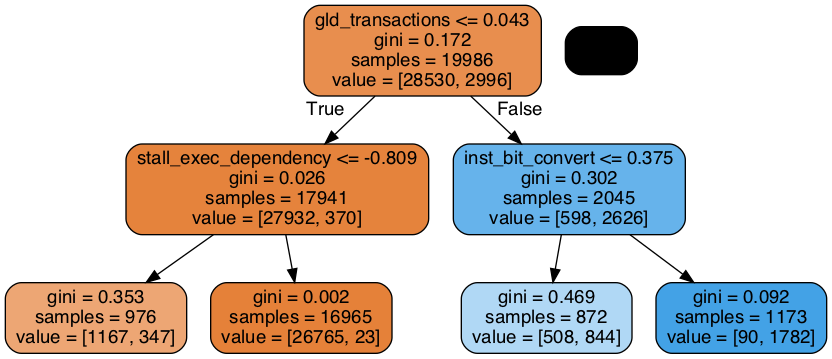 gld_transactions <= 0.043
gini = 0.172
samples = 19986
value = [28530, 2996]
True
False
stall_exec_dependency <= -0.809
gini = 0.026
samples = 17941
value = [27932, 370]
inst_bit_convert <= 0.375
gini = 0.302
samples = 2045
value = [598, 2626]
gini = 0.353
samples = 976
value = [1167, 347]
gini = 0.002
samples = 16965
value = [26765, 23]
gini = 0.469
samples = 872
value = [508, 844]
gini = 0.092
samples = 1173
value = [90, 1782]